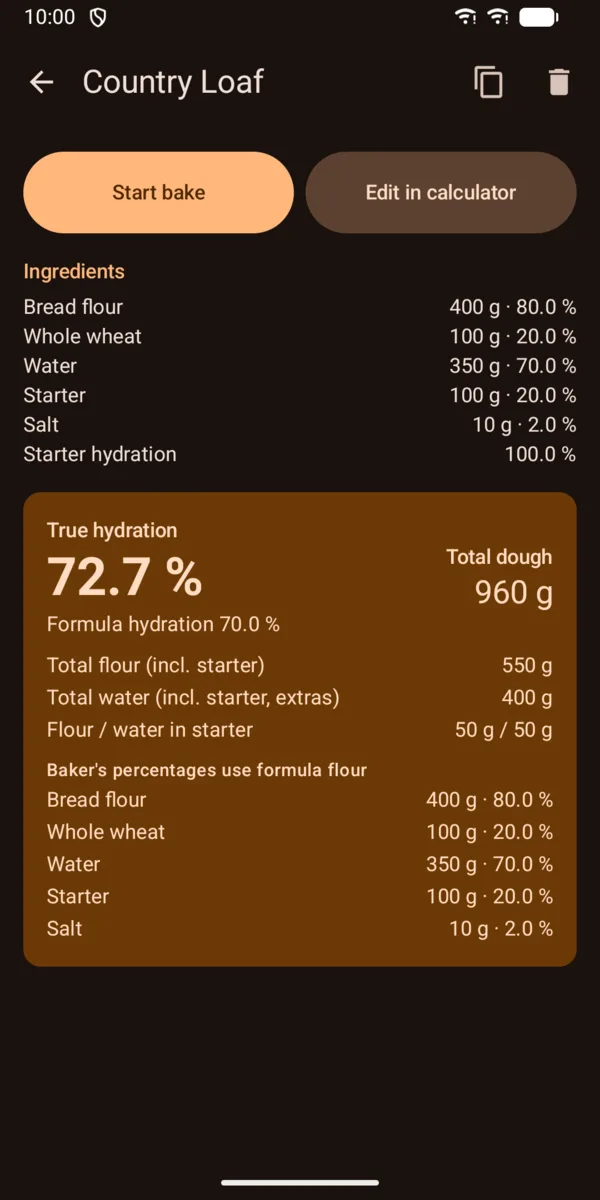 10:00
Country Loaf
Start bake
Edit in calculator
Ingredients
Bread flour 400 g · 80.0 %
Whole wheat 100 g · 20.0 %
Water 350 g · 70.0 %
Starter 100 g · 20.0 %
Salt 10 g · 2.0 %
Starter hydration 100.0 %
True hydration
72.7 %
Formula hydration 70.0 %
Total dough
960 g
Total flour (incl. starter) 550 g
Total water (incl. starter, extras) 400 g
Flour / water in starter 50 g / 50 g
Baker's percentages use formula flour
Bread flour 400 g · 80.0 %
Whole wheat 100 g · 20.0 %
Water 350 g · 70.0 %
Starter 100 g · 20.0 %
Salt 10 g · 2.0 %